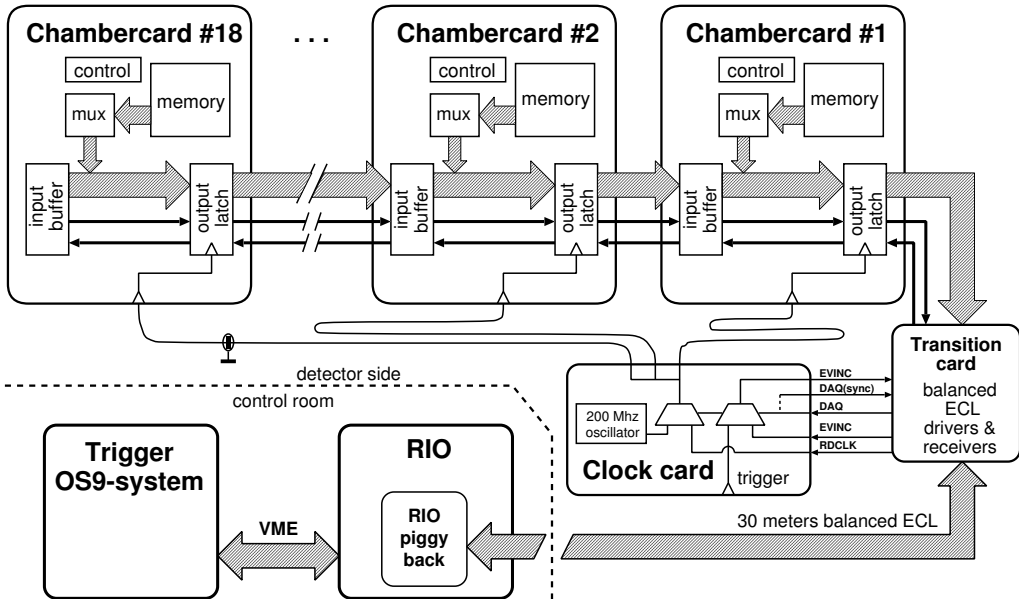 Chambercard #18
. . .
Chambercard #2
Chambercard #1
control
mux
memory
input
buffer
output
latch
control
mux
memory
input
buffer
output
latch
control
mux
memory
input
buffer
output
latch
detector side
control room
Transition
card
balanced
ECL
drivers &
receivers
EVINC
DAQ(sync)
DAQ
EVINC
RDCLK
200 Mhz
oscillator
Clock card
trigger
Trigger
OS9-system
VME
RIO
RIO
piggy
back
30 meters balanced ECL